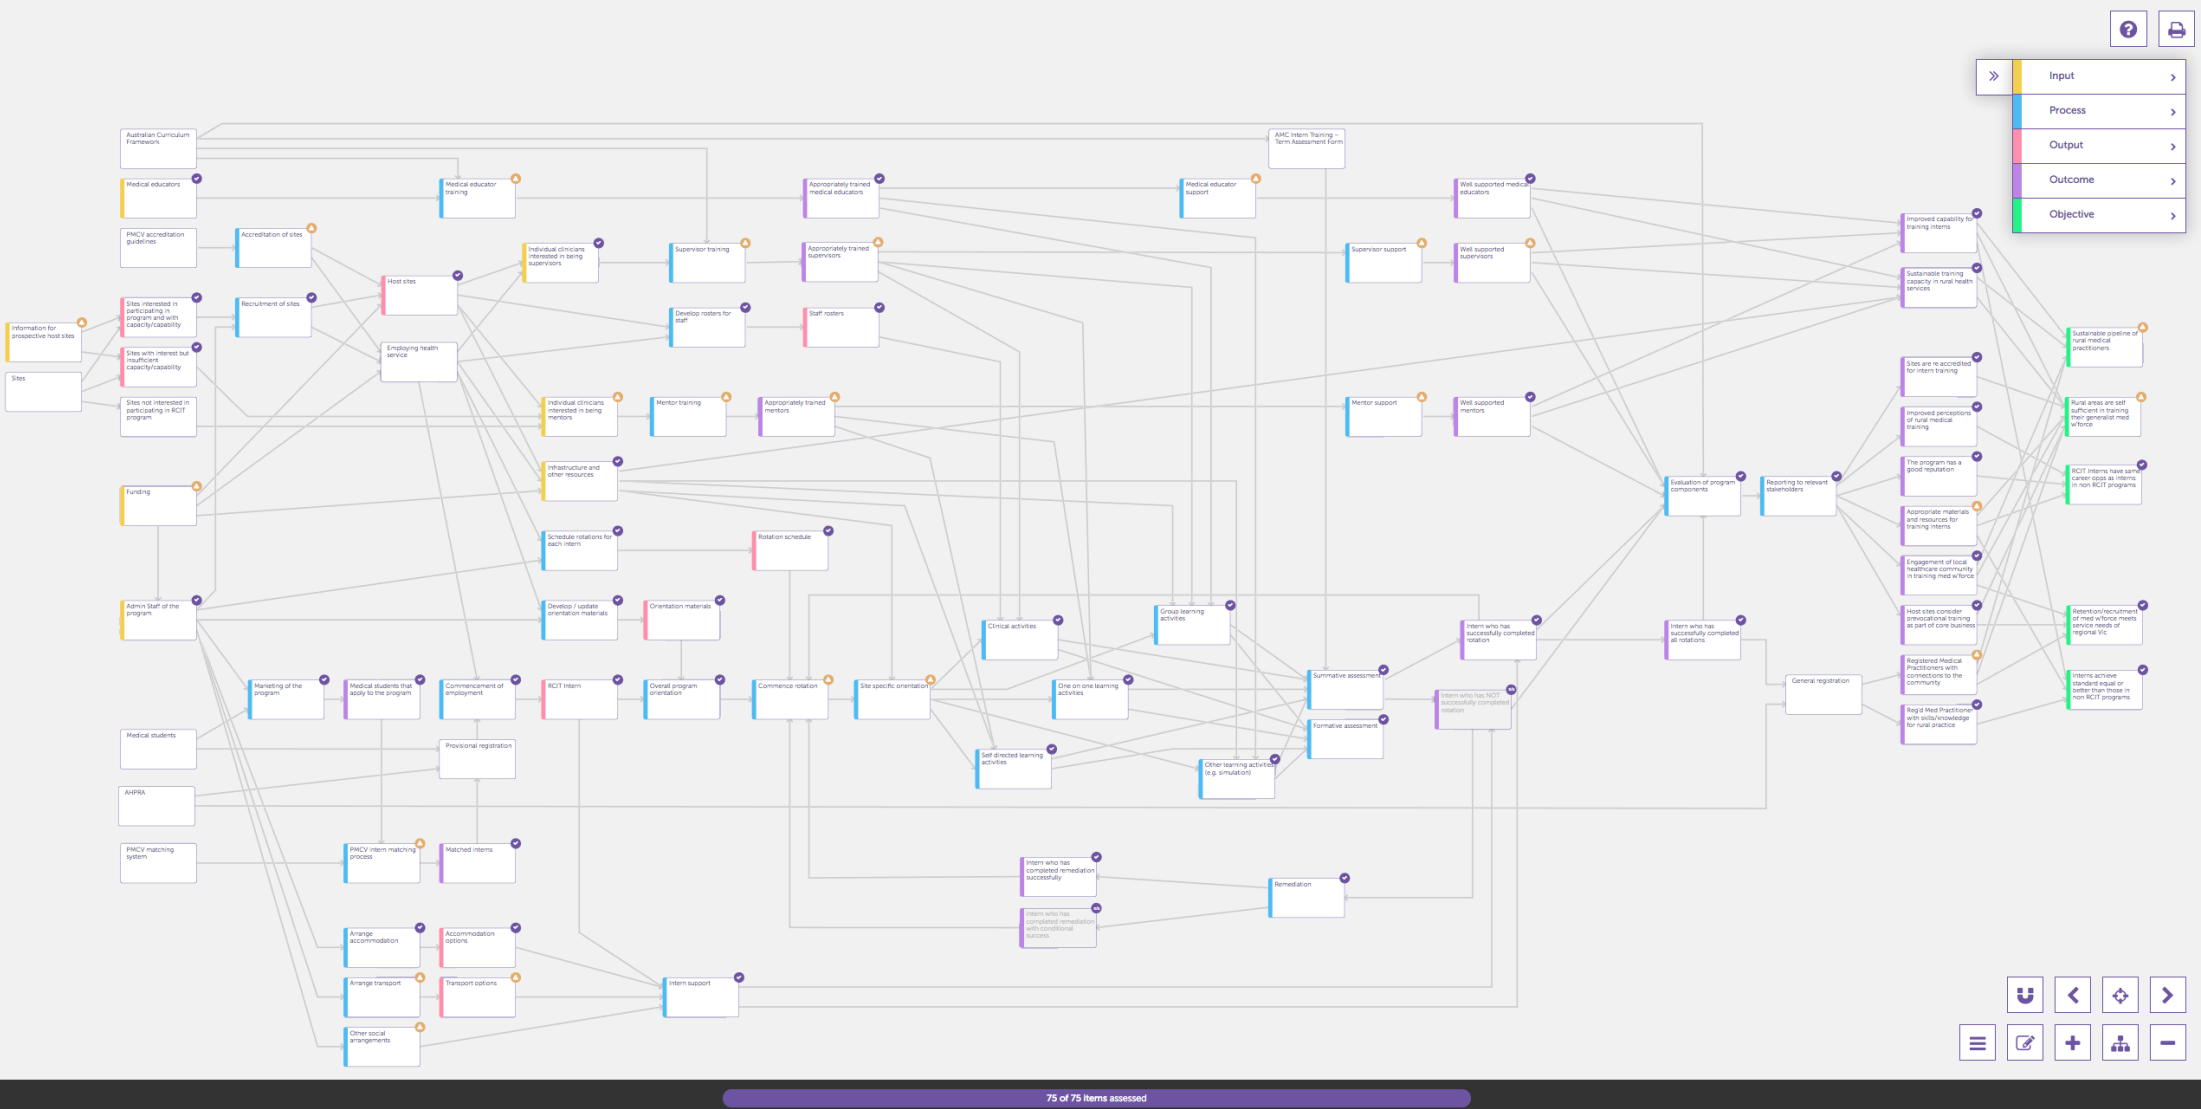 Input
Process
Output
Outcome
Objective
Australian Curriculum
Framework
AMC Intern Training –
Term Assessment Form
Medical educators
Medical educator
training
Appropriately trained
medical educators
Medical educator
support
Well supported medical
educators
PMCV accreditation
guidelines
Accreditation of sites
Individual clinicians
interested in being
supervisors
Supervisor training
Appropriately trained
supervisors
Supervisor support
Well supported
supervisors
Improved capability for
training interns
Sustainable training
capacity in rural health
services
Host sites
Sites interested in
participating in
program and with
capacity/capability
Recruitment of sites
Develop rosters for
staff
Staff rosters
Information for
prospective host sites
Sites with interest but
insufficient
capacity/capability
Employing health
service
Sites
Sites not interested in
participating in RCIT
program
Individual clinicians
interested in being
mentors
Mentor training
Appropriately trained
mentors
Mentor support
Well supported
mentors
Sustainable pipeline of
rural medical
practitioners
Sites are re accredited
for intern training
Rural areas are self
sufficient in training
their generalist med
w'force
Improved perceptions
of rural medical
training
Infrastructure and
other resources
The program has a
good reputation
RCIT Interns have same
career opps as interns
in non RCIT programs
Funding
Evaluation of program
components
Reporting to relevant
stakeholders
Appropriate materials
and resources for
training interns
Schedule rotations for
each intern
Rotation schedule
Engagement of local
healthcare community
in training med w'force
Admin Staff of the
program
Develop / update
orientation materials
Orientation materials
Clinical activities
Group learning
activities
Intern who has
successfully completed
rotation
Intern who has
successfully completed
all rotations
Host sites consider
prevocational training
as part of core business
Retention/recruitment
of med w'force meets
service needs of
regional Vic
Marketing of the
program
Medical students that
apply to the program
Commencement of
employment
RCIT Intern
Overall program
orientation
Commence rotation
Site specific orientation
One on one learning
activities
Summative assessment
Intern who has NOT
successfully completed
rotation
General registration
Registered Medical
Practitioners with
connections to the
community
Interns achieve
standard equal or
better than those in
non RCIT programs
Reg'd Med Practitioner
with skills/knowledge
for rural practice
Medical students
Provisional registration
Self directed learning
activities
Formative assessment
Other learning activities
(e.g. simulation)
AHPRA
PMCV matching
system
PMCV intern matching
process
Matched interns
Intern who has
completed remediation
successfully
Remediation
Intern who has
completed remediation
with conditional
success
Arrange
accommodation
Accommodation
options
Arrange transport
Transport options
Intern support
Other social
arrangements
75 of 75 items assessed